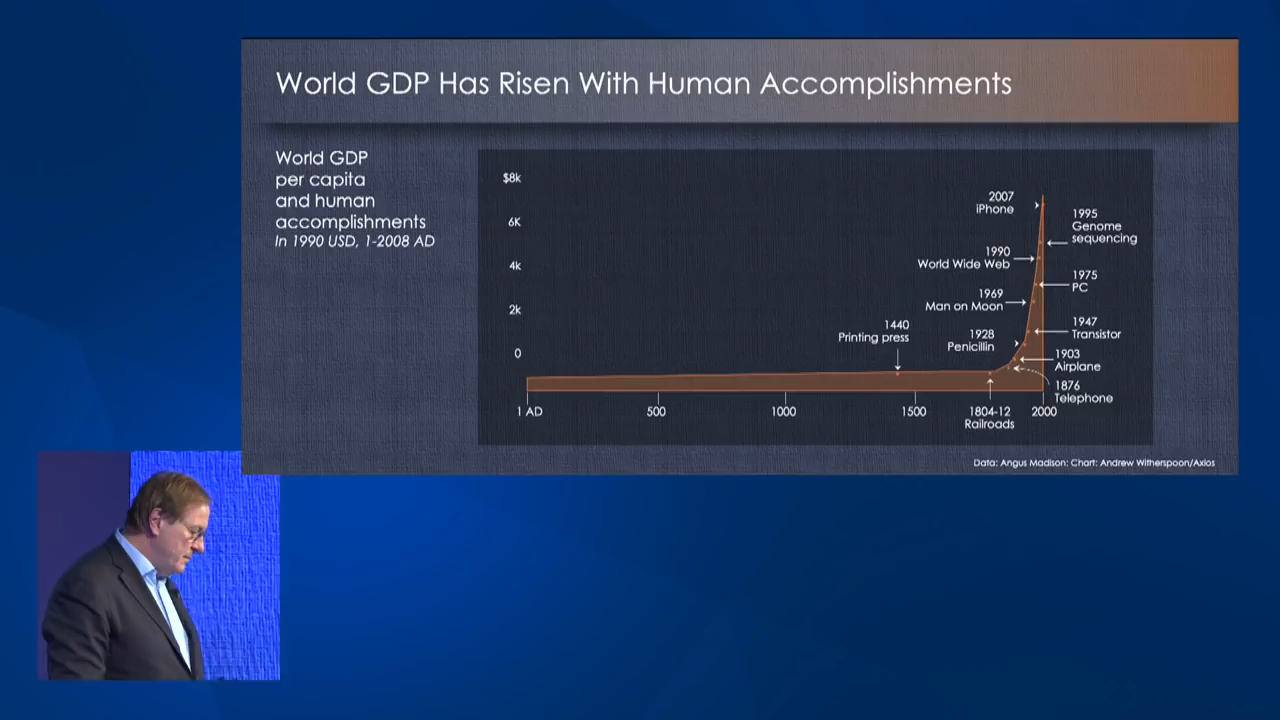 World GDP Has Risen With Human Accomplishments
World GDP
per capita
and human
accomplishments
In 1990 USD, 1-2008 AD
$8k
6K
4k
2k
0
2007
iPhone
1995
Genome
sequencing
1990
World Wide Web
1975
PC
1969
Man on Moon
1947
Transistor
1440
Printing press
1928
Penicillin
1903
Airplane
1876
Telephone
1 AD
500
1000
1500
1804-12
Railroads
2000
Data: Angus Madison: Chart: Andrew Witherspoon/Axios